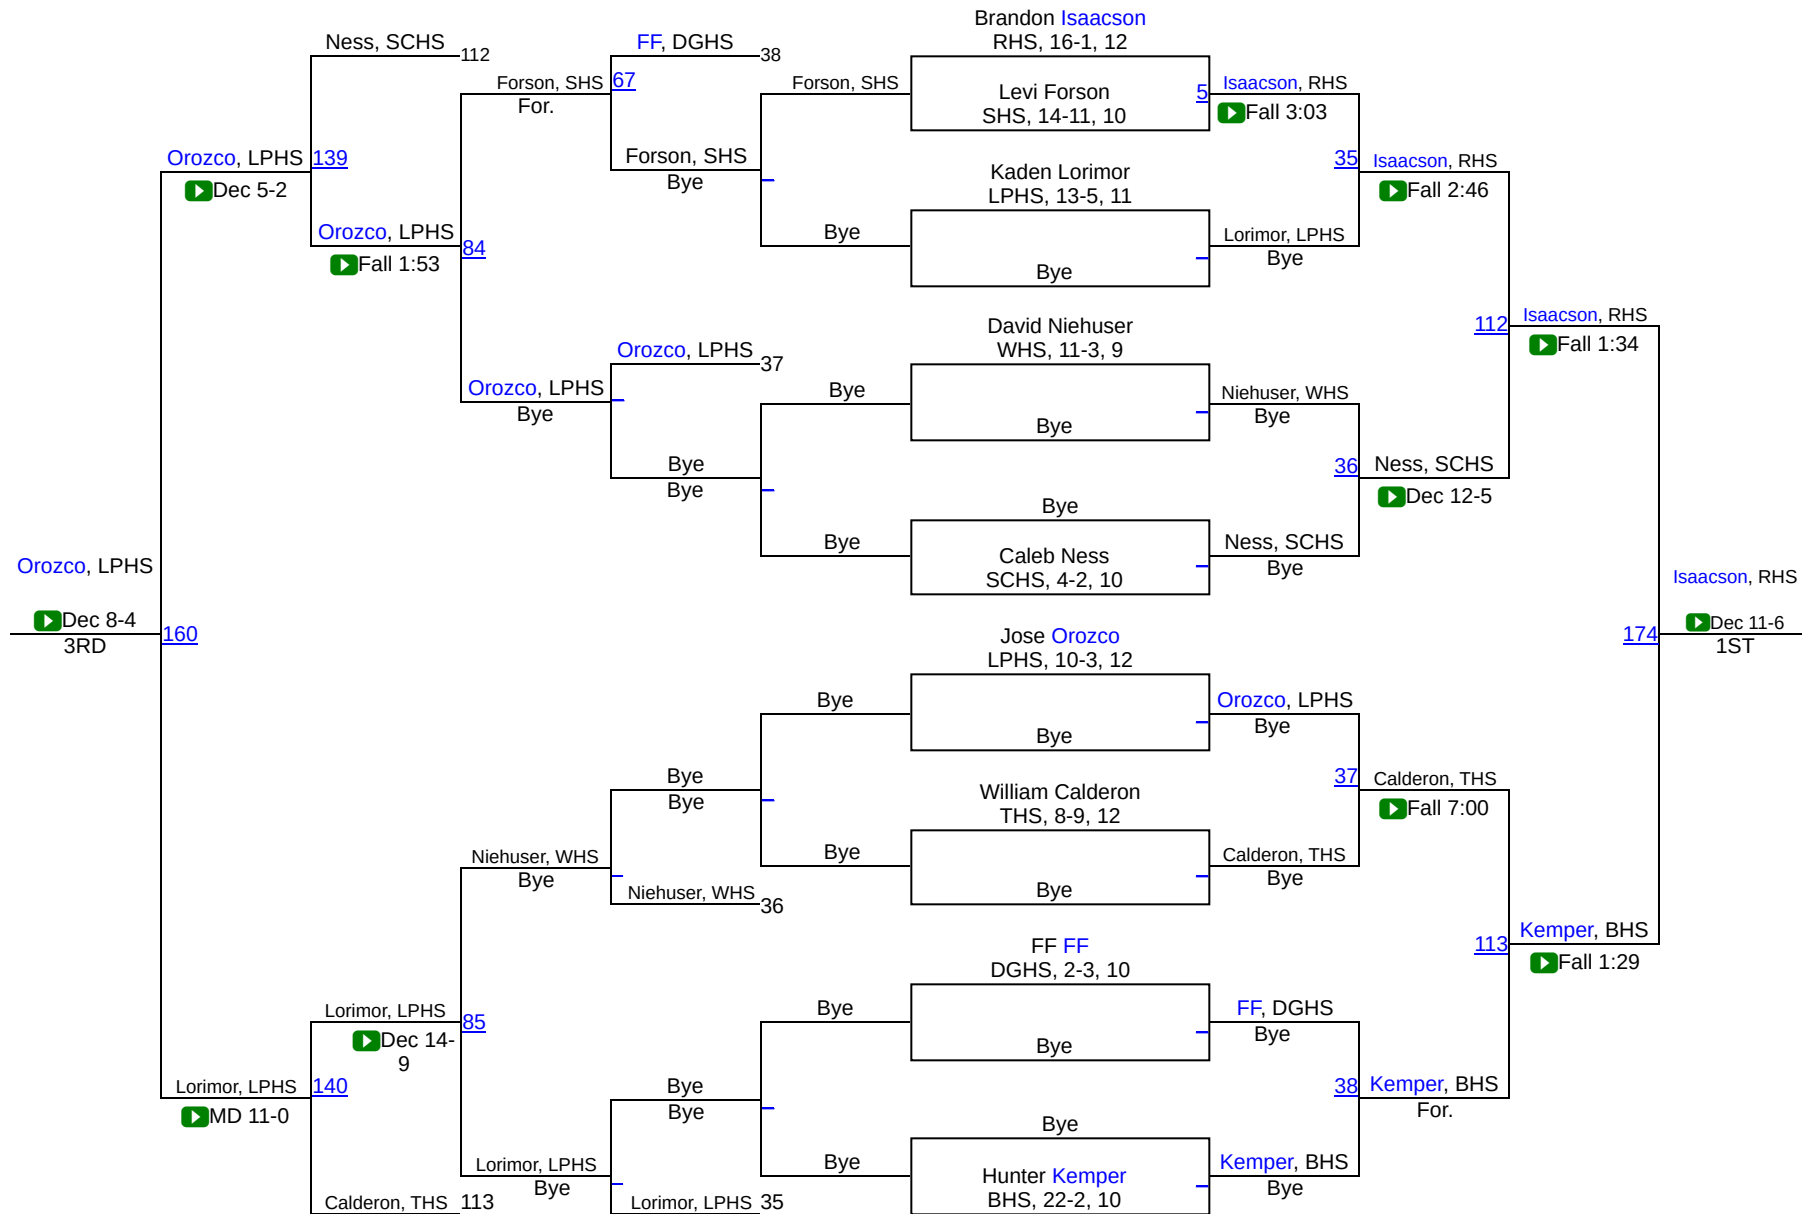 Brandon Isaacson
RHS, 16-1, 12
Ness, SCHS
112
FF, DGHS
38
Forson, SHS
67
For.
Forson, SHS
Levi Forson
SHS, 14-11, 10
5
Isaacson, RHS
Fall 3:03
Orozco, LPHS
139
Dec 5-2
Forson, SHS
Bye
Kaden Lorimor
LPHS, 13-5, 11
35
Isaacson, RHS
Fall 2:46
Orozco, LPHS
84
Fall 1:53
Bye
Bye
Lorimor, LPHS
Bye
David Niehuser
WHS, 11-3, 9
112
Isaacson, RHS
Fall 1:34
Orozco, LPHS
37
Orozco, LPHS
Bye
Bye
Bye
Niehuser, WHS
Bye
Bye
Bye
36
Ness, SCHS
Dec 12-5
Bye
Bye
Caleb Ness
SCHS, 4-2, 10
Ness, SCHS
Bye
Orozco, LPHS
Dec 8-4
3RD
160
Isaacson, RHS
174
Dec 11-6
1ST
Jose Orozco
LPHS, 10-3, 12
Bye
Bye
Orozco, LPHS
Bye
Bye
Bye
William Calderon
THS, 8-9, 12
37
Calderon, THS
Fall 7:00
Niehuser, WHS
Bye
Bye
Bye
Calderon, THS
Bye
Niehuser, WHS
36
FF FF
DGHS, 2-3, 10
113
Kemper, BHS
Fall 1:29
Lorimor, LPHS
85
Dec 14-
9
Bye
Bye
FF, DGHS
Bye
Lorimor, LPHS
140
MD 11-0
Bye
Bye
38
Kemper, BHS
For.
Bye
Lorimor, LPHS
Bye
Bye
Hunter Kemper
BHS, 22-2, 10
Kemper, BHS
Bye
Calderon, THS
113
Lorimor, LPHS
35